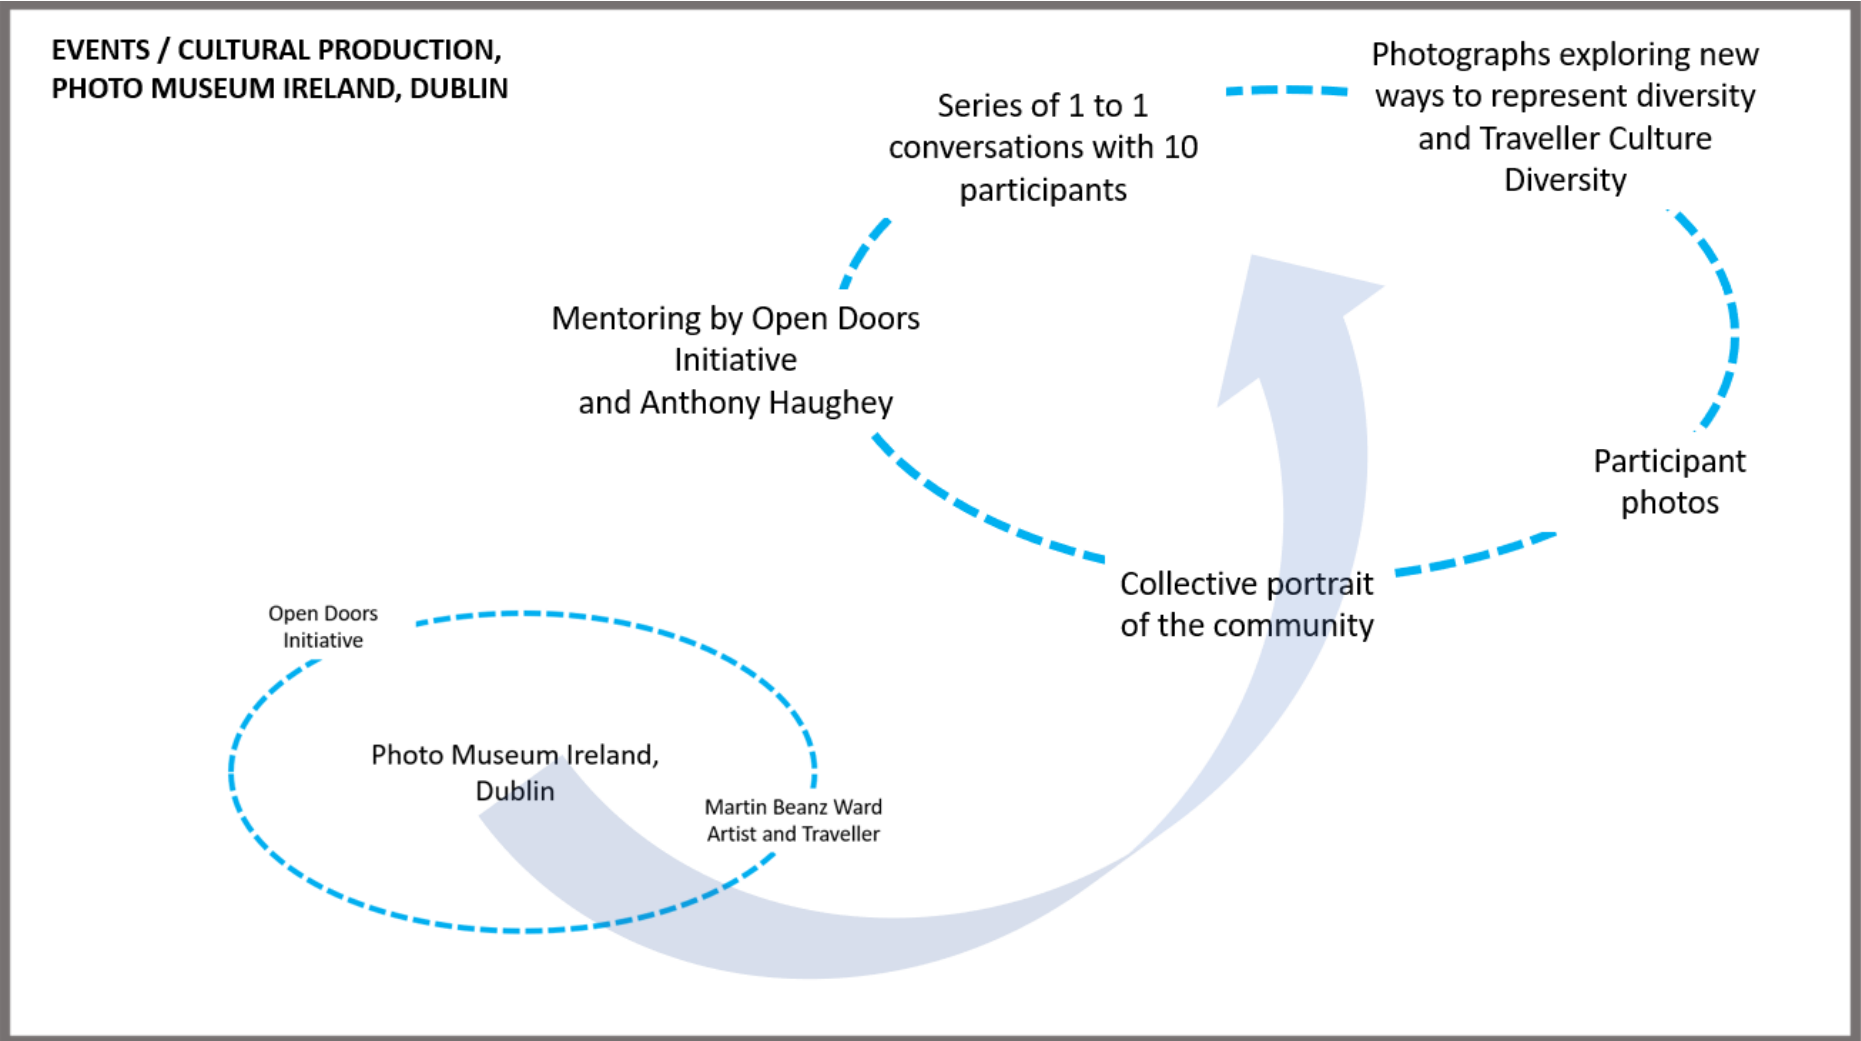 EVENTS / CULTURAL PRODUCTION,
PHOTO MUSEUM IRELAND, DUBLIN
Series of 1 to 1
conversations with 10
participants
Photographs exploring new
ways to represent diversity
and Traveller Culture
Diversity
Mentoring by Open Doors
Initiative
and Anthony Haughey
Participant
photos
Collective portrait
of the community
Open Doors
Initiative
Photo Museum Ireland,
Dublin
Martin Beanz Ward
Artist and Traveller